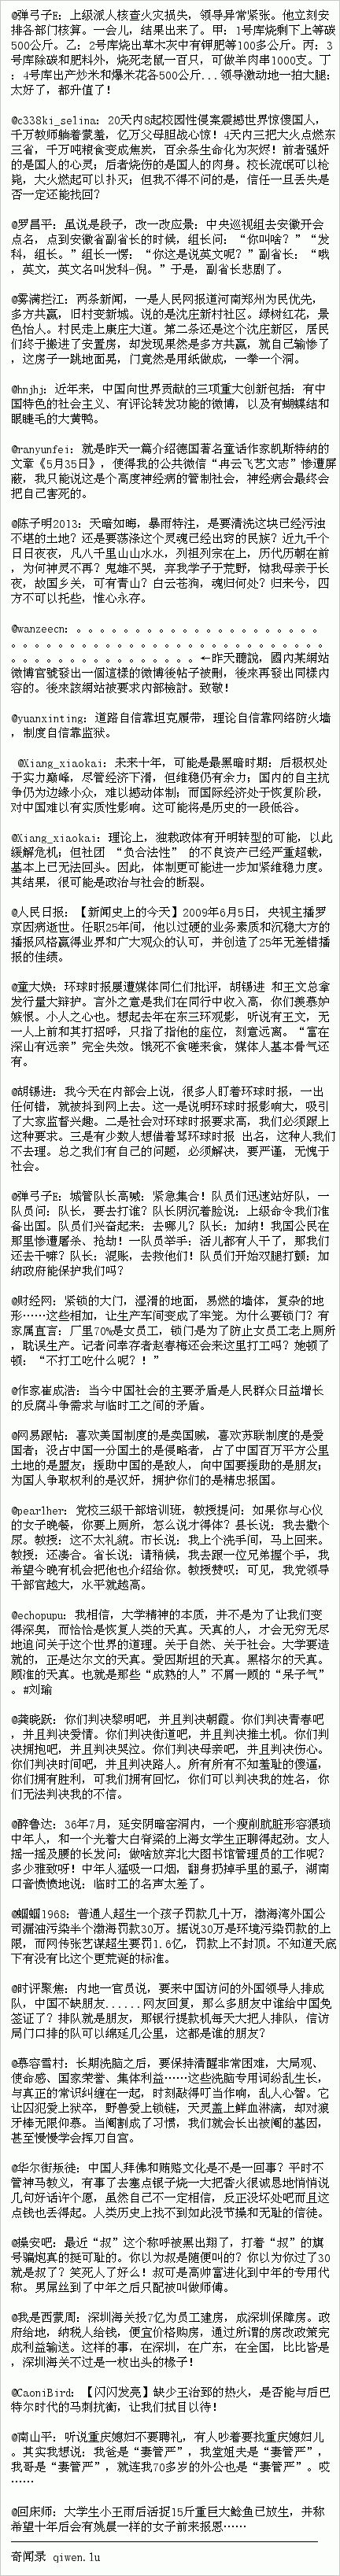 @弹弓子E: 上级派人核查火灾损失，领导异常紧张。他立刻安
排各部门核算。一会儿，结果出来了。甲: 1号库烧剩下上等碳
500公斤。乙: 2号库烧出草木灰中有钾肥等100多公斤。丙: 3
号库除碳和肥料外，烧死老鼠一百只，可做羊肉串1000支。丁
: 4号库出产炒米和爆米花各500公斤...领导激动地一拍大腿:
太好了，都升值了!
@c338ki_selina: 20天内8起校园性侵案震撼世界惊傻国人，
千万教师躺着蒙羞，亿万父母胆战心惊! 4天内三把大火点燃东
三省，千万吨粮食变成焦炭，百余条生命化为灰烬! 前者强奸
的是国人的心灵; 后者烧伤的是国人的肉身。校长流氓可以枪
毙，大火燃起可以扑灭; 但我不得不问的是，信任一旦丢失是
否一定还能找回?
@罗昌平: 虽说是段子，改一改应景: 中央巡视组去安徽开会
点名，点到安徽省副省长的时候，组长问: “你叫啥? ”“发
科，组长。”组长一愣: “你这是说英文呢? ”副省长: “哦
，英文，英文名叫发科-倪。”于是，副省长悲剧了。
@雾满拦江: 两条新闻，一是人民网报道河南郑州为民优先，
多方共赢，旧村变新城。说的是沈庄新村社区。绿树红花，景
色怡人。村民走上康庄大道。第二条还是这个沈庄新区，居民
们终于搬进了安置房，却发现果然是多方共赢，就自己输惨了
，这房子一跳地面晃，门竟然是用纸做成，一拳一个洞。
@hnjhj: 近年来，中国向世界贡献的三项重大创新包括: 有中
国特色的社会主义、有评论转发功能的微博，以及有蝴蝶结和
眼睫毛的大黄鸭。
@ranyunfei: 就是昨天一篇介绍德国著名童话作家凯斯特纳的
文章《5月35日》，使得我的公共微信“冉云飞艺文志”惨遭屏
蔽，我只能说这是个高度神经病的管制社会，神经病会最终会
把自己害死的。
@陈子明2013: 天暗如晦，暴雨特注，是要清洗这块已经污浊
不堪的土地? 还是要荡涤这个灵魂已经出窍的民族? 近九千个
日日夜夜，凡八千里山山水水，列祖列宗在上，历代历朝在前
，为何神灵不再? 鬼雄不哭，弃我学子于荒野，恸我母亲于长
夜，故国乡关，可有青山? 白云苍狗，魂归何处? 归来兮，四
方不可以托些，惟心永存。
@wanzeecn: 。。。。。。。。。。。。。。。。。。。。。
。。。。。。。。。。。。。。。。。。。。。。。。。。。
。。。。。。。。。。。。。。。。←昨天聽說，國內某網站
微博官號發出一個這樣的微博後帖子被刪，後來再發出同樣內
容的。後來該網站被要求內部檢討。致敬!
@yuanxinting: 道路自信靠坦克履带，理论自信靠网络防火墙
，制度自信靠监狱。
@Xiang_xiaokai: 未来十年，可能是最黑暗时期: 后极权处
于实力巅峰，尽管经济下滑，但维稳仍有余力; 国内的自主抗
争仍为边缘小众，难以撼动体制; 而国际经济处于恢复阶段，
对中国难以有实质性影响。这可能将是历史的一段低谷。
@Xiang_xiaokai: 理论上，独裁政体有开明转型的可能，以此
缓解危机; 但社团 “负合法性” 的不良资产已经严重超载，
基本上已无法回头。因此，体制更可能进一步加紧维稳力度。
其结果，很可能是政治与社会的断裂。
@人民日报: 【新闻史上的今天】2009年6月5日，央视主播罗
京因病逝世。任职25年间，他以过硬的业务素质和沉稳大方的
播报风格赢得业界和广大观众的认可，并创造了25年无差错播
报的佳绩。
@童大焕: 环球时报屡遭媒体同仁们批评，胡锡进 和王文总拿
发行量大辩护。言外之意是我们在同行中收入高，你们羡慕妒
嫉恨。小人之心也。想起去年在东三环观影，听说有王文，无
一人上前和其打招呼，只指了指他的座位，刻意远离。“富在
深山有远亲”完全失效。饿死不食嗟来食，媒体人基本骨气还
有。
@胡锡进: 我今天在内部会上说，很多人盯着环球时报，一出
任何错，就被抖到网上去。这一是说明环球时报影响大，吸引
了大家监督兴趣。二是社会对环球时报要求高，我们必须跟上
这种要求。三是有少数人想借着骂环球时报 出名，这种人我们
不去理。总之我们有自己的问题，必须解决，要严谨，无愧于
社会。
@弹弓子E: 城管队长高喊: 紧急集合! 队员们迅速站好队，一
队员问: 队长，要去打谁? 队长阴沉着脸说: 上级命令我们准
备出国。队员们兴奋起来: 去哪儿? 队长: 加纳! 我国公民在
那里惨遭屠杀、抢劫! 一队员举手: 活儿都有人干了，那我们
还去干嘛? 队长: 混账，去救他们! 队员们开始双腿打颤: 加
纳政府能保护我们吗?
@财经网: 紧锁的大门，湿滑的地面，易燃的墙体，复杂的地
形……这些相加，让生产车间变成了牢笼。为什么要锁门? 有
家属直言: 厂里70%是女员工，锁门是为了防止女员工老上厕所
，耽误生产。记者问幸存者赵春梅还会来这里打工吗? 她顿了
顿: “不打工吃什么呢? ! ”
@作家崔成浩: 当今中国社会的主要矛盾是人民群众日益增长
的反腐斗争需求与临时工之间的矛盾。
@网易跟帖: 喜欢美国制度的是卖国贼，喜欢苏联制度的是爱
国者; 没占中国一分国土的是侵略者，占了中国百万平方公里
土地的是盟友; 援助中国的是敌人，向中国要援助的是朋友;
为国人争取权利的是汉奸，拥护你们的是精忠报国。
@pearlher: 党校三级干部培训班，教授提问: 如果你与心仪
的女子晚餐，你要上厕所，怎么说才得体? 县长说: 我去撒个
尿。教授: 这不太礼貌。市长说: 我上个洗手间，马上回来。
教授: 还凑合。省长说: 请稍候，我去跟一位兄弟握个手，我
希望今晚有机会把他也介绍给你。教授赞叹: 可见，我党领导
干部官越大，水平就越高。
@echopupu: 我相信，大学精神的本质，并不是为了让我们变
得深奥，而恰恰是恢复人类的天真。天真的人，才会无穷无尽
地追问关于这个世界的道理。关于自然、关于社会。大学要造
就的，正是达尔文的天真。爱因斯坦的天真。黑格尔的天真。
顾准的天真。也就是那些“成熟的人”不屑一顾的“呆子气”
。#刘瑜
@龚晓跃: 你们判决黎明吧，并且判决朝霞。你们判决青春吧
，并且判决爱情。你们判决街道吧，并且判决推土机。你们判
决拥抱吧，并且判决哭泣。你们判决母亲吧，并且判决伤心。
你们判决时间吧，并且判决路人。所有所有不知羞耻的傻逼，
你们拥有胜利，可我们拥有回忆，你们可以判决我的姓名，你
们无法判决我的不信。
@醉鲁达: 36年7月，延安阴暗窑洞内，一个瘦削肮脏形容猥琐
中年人，和一个光着大白脊梁的上海女学生正聊得起劲。女人
摇一摇及腰的长发问: 做啥放弃北大图书馆管理员的工作呢?
多少雅致呀! 中年人猛吸一口烟，翻身扔掉手里的虱子，湖南
口音愤愤地说: 临时工的名声太差了。
@蝈蝈1968: 普通人超生一个孩子罚款几十万，渤海湾外国公
司漏油污染半个渤海罚款30万。据说30万是环境污染罚款的上
限，而网传张艺谋超生要罚1.6亿，罚款上不封顶。不知道天底
下有没有比这个更荒诞的标准。
@时评聚焦: 内地一官员说，要来中国访问的外国领导人排成
队，中国不缺朋友......网友回复，那么多朋友中谁给中国免
签证了? 排队就是朋友，那银行提款机每天大把人排队，信访
局门口排的队可以绵延几公里，这都是谁的朋友?
@慕容雪村: 长期洗脑之后，要保持清醒非常困难，大局观、
使命感、国家荣誉、集体利益……这些洗脑专用词纷乱生长，
与真正的常识纠缠在一起，时刻敲得叮当作响，乱人心智。它
让囚犯爱上狱卒，野兽爱上锁链，天灵盖上鲜血淋漓，却对狼
牙棒无限仰慕。当阉割成了习惯，我们就会长出被阉的基因，
甚至慢慢学会挥刀自宫。
@华尔街叛徒: 中国人拜佛和贿赂文化是不是一回事? 平时不
管神马教义，有事了去塞点银子烧一大把香火很诚恳地悄悄说
几句好话许个愿，虽然自己不一定相信，反正没坏处吧而且这
点钱也丢得起。人类历史上找不到如此没节操和无耻的信徒。
@操安吧: 最近“叔”这个称呼被黑出翔了，打着“叔”的旗
号骗炮真的挺可耻的。你以为叔是随便叫的? 你以为你过了30
就是叔了? 笑死人了好么! 叔可是高帅富进化到中年的专用代
称。男屌丝到了中年之后只配被叫做师傅。
@我是西蒙周: 深圳海关投7亿为员工建房，成深圳保障房。政
府给地，纳税人给钱，便宜价格购房，通过所谓的房改政策完
成利益输送。这样的事，在深圳，在广东，在全国，比比皆是
，深圳海关不过是一枚出头的椽子!
@CaoniBird: 【闪闪发亮】缺少王治郅的热火，是否能与后巴
特尔时代的马刺抗衡，让我们拭目以待!
@南山平: 听说重庆媳妇不要聘礼，有人吵着要找重庆媳妇儿
。其实我想说: 我爸是“妻管严”，我堂姐夫是“妻管严”，
我哥是“妻管严”，就连我70多岁的外公也是“妻管严”。哎
……
@回床师: 大学生小王雨后活捉15斤重巨大鲶鱼已放生，并称
希望十年后会有姚晨一样的女子前来报恩……
奇闻录 qiwen.lu